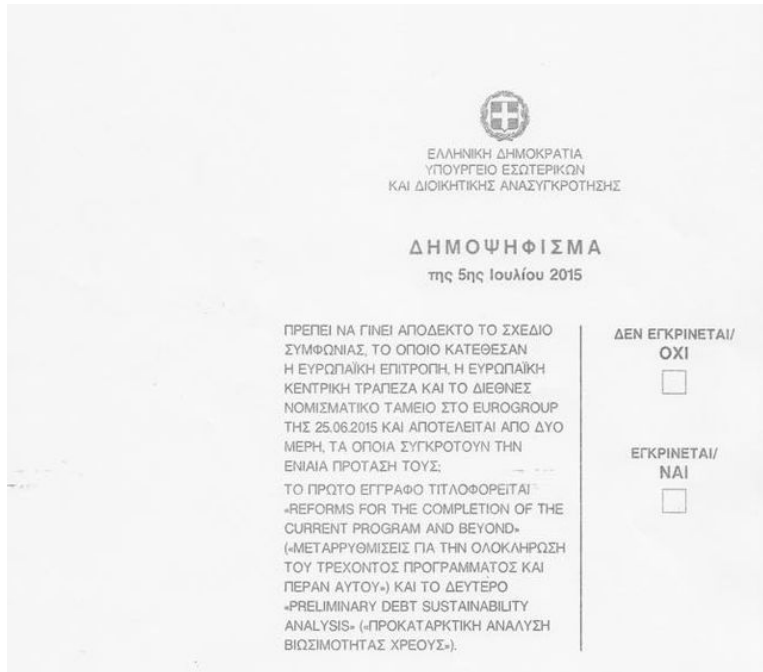 ΕΛΛΗΝΙΚΗ ΔΗΜΟΚΡΑΤΙΑ
ΥΠΟΥΡΓΕΙΟ ΕΣΩΤΕΡΙΚΩΝ
ΚΑΙ ΔΙΟΙΚΗΤΙΚΗΣ ΑΝΑΣΥΓΚΡΟΤΗΣΗΣ
ΔΗΜΟΨΗΦΙΣΜΑ
της 5ης Ιουλίου 2015
ΠΡΕΠΕΙ ΝΑ ΓΙΝΕΙ ΑΠΟΔΕΚΤΟ ΤΟ ΣΧΕΔΙΟ
ΣΥΜΦΩΝΙΑΣ, ΤΟ ΟΠΟΙΟ ΚΑΤΕΘΕΣΑΝ
Η ΕΥΡΩΠΑΪΚΗ ΕΠΙΤΡΟΠΗ, Η ΕΥΡΩΠΑΪΚΗ
ΚΕΝΤΡΙΚΗ ΤΡΑΠΕΖΑ ΚΑΙ ΤΟ ΔΙΕΘΝΕΣ
ΝΟΜΙΣΜΑΤΙΚΟ ΤΑΜΕΙΟ ΣΤΟ EUROGROUP
ΤΗΣ 25.06.2015 ΚΑΙ ΑΠΟΤΕΛΕΙΤΑΙ ΑΠΟ ΔΥΟ
ΜΕΡΗ, ΤΑ ΟΠΟΙΑ ΣΥΓΚΡΟΤΟΥΝ ΤΗΝ
ΕΝΙΑΙΑ ΠΡΟΤΑΣΗ ΤΟΥΣ;
ΤΟ ΠΡΩΤΟ ΕΓΓΡΑΦΟ ΤΙΤΛΟΦΟΡΕΙΤΑΙ
«REFORMS FOR THE COMPLETION OF THE
CURRENT PROGRAM AND BEYOND»
(«ΜΕΤΑΡΡΥΘΜΙΣΕΙΣ ΓΙΑ ΤΗΝ ΟΛΟΚΛΗΡΩΣΗ
ΤΟΥ ΤΡΕΧΟΝΤΟΣ ΠΡΟΓΡΑΜΜΑΤΟΣ ΚΑΙ
ΠΕΡΑΝ ΑΥΤΟΥ») ΚΑΙ ΤΟ ΔΕΥΤΕΡΟ
«PRELIMINARY DEBT SUSTAINABILITY
ANALYSIS» («ΠΡΟΚΑΤΑΡΚΤΙΚΗ ΑΝΑΛΥΣΗ
ΒΙΩΣΙΜΟΤΗΤΑΣ ΧΡΕΟΥΣ»).
ΔΕΝ ΕΓΚΡΙΝΕΤΑΙ/
ΟΧΙ
ΕΓΚΡΙΝΕΤΑΙ/
ΝΑΙ